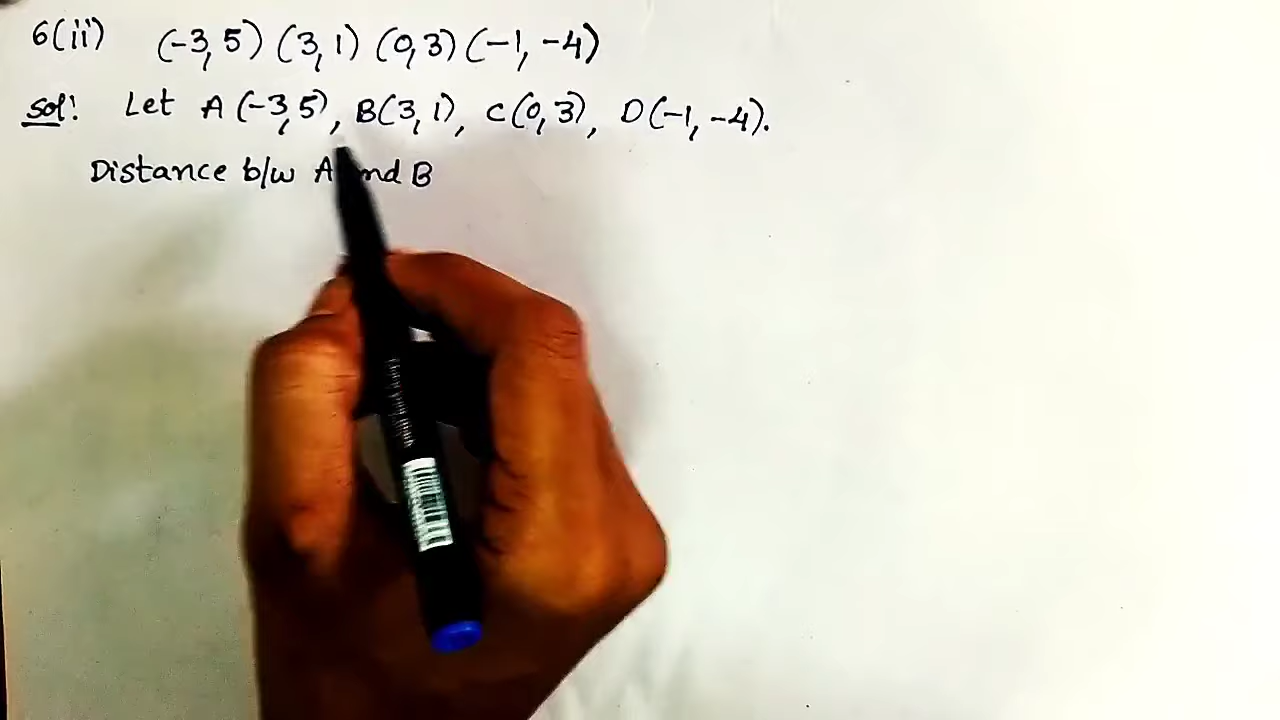 6(ii) (-3, 5) (3, 1) (0, 3) (-1, -4)
Sol: Let A (-3, 5), B(3, 1), C(0, 3), D(-1, -4).
Distance b/w A and B